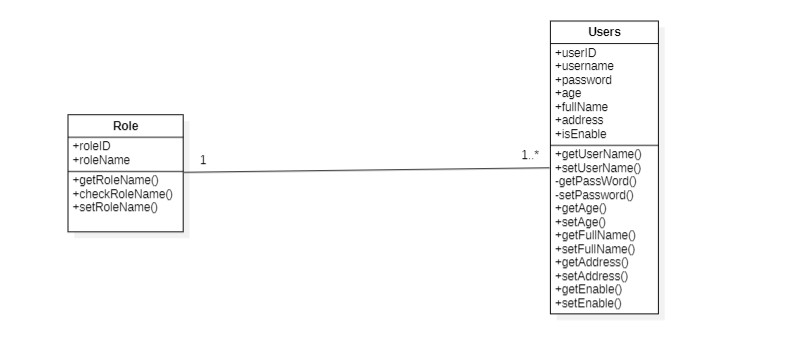 Role
+roleID
+roleName
+getRoleName()
+checkRoleName()
+setRoleName()
1
1..*
Users
+userID
+username
+password
+age
+fullName
+address
+isEnable
+getUserName()
+setUserName()
-getPassWord()
-setPassword()
+getAge()
+setAge()
+getFullName()
+setFullName()
+getAddress()
+setAddress()
+getEnable()
+setEnable()